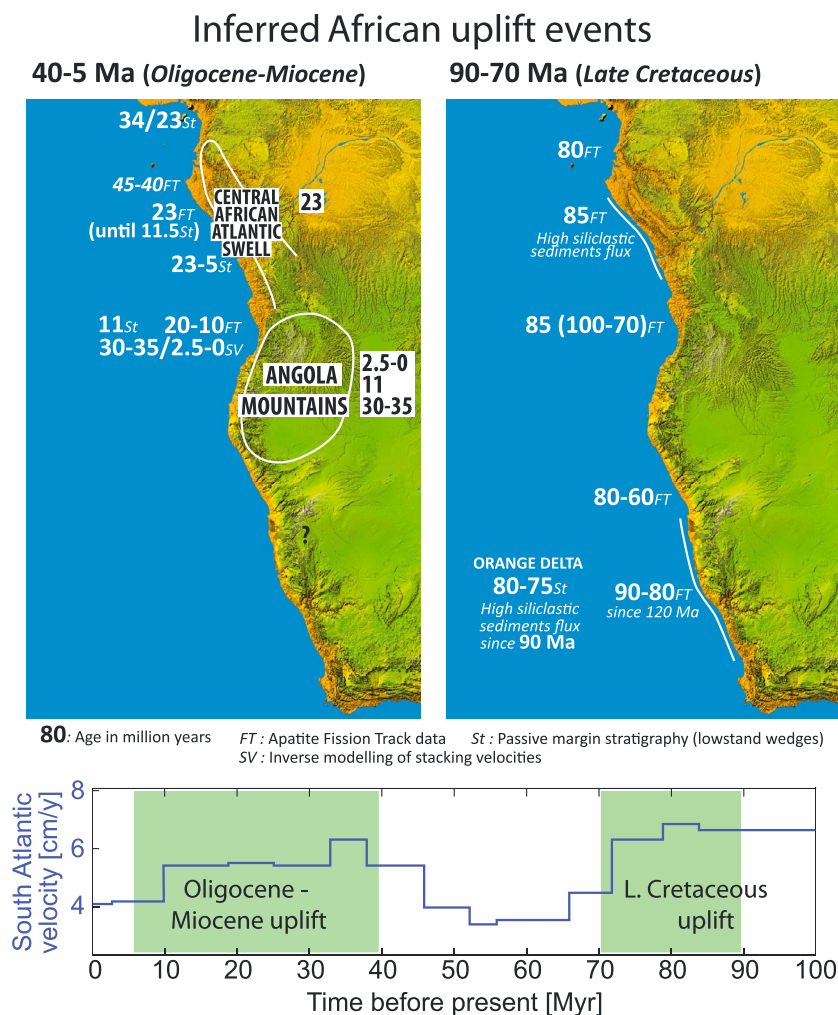 Inferred African uplift events
40-5 Ma (Oligocene-Miocene)
34/23St
45-40FT
23FT
(until 11.5St)
23-5St
CENTRAL
AFRICAN
ATLANTIC
SWELL
23
11St 20-10FT
30-35/2.5-0SV
ANGOLA
MOUNTAINS
2.5-0
11
30-35
?
90-70 Ma (Late Cretaceous)
80FT
85FT
High siliclastic
sediments flux
85 (100-70)FT
80-60FT
ORANGE DELTA
80-75St
High siliclastic
sediments flux
since 90 Ma
90-80FT
since 120 Ma
80: Age in million years
FT : Apatite Fission Track data
St : Passive margin stratigraphy (lowstand wedges)
SV : Inverse modelling of stacking velocities
South Atlantic
velocity [cm/y]
8
6
4
Oligocene -
Miocene uplift
L. Cretaceous
uplift
0 10 20 30 40 50 60 70 80 90 100
Time before present [Myr]